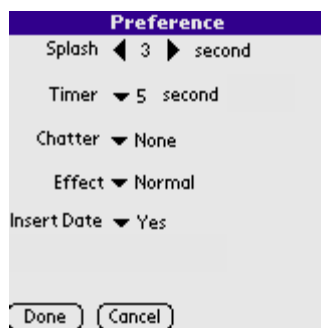 Preference
Splash 3 second
Timer 5 second
Chatter None
Effect Normal
Insert Date Yes
Done Cancel